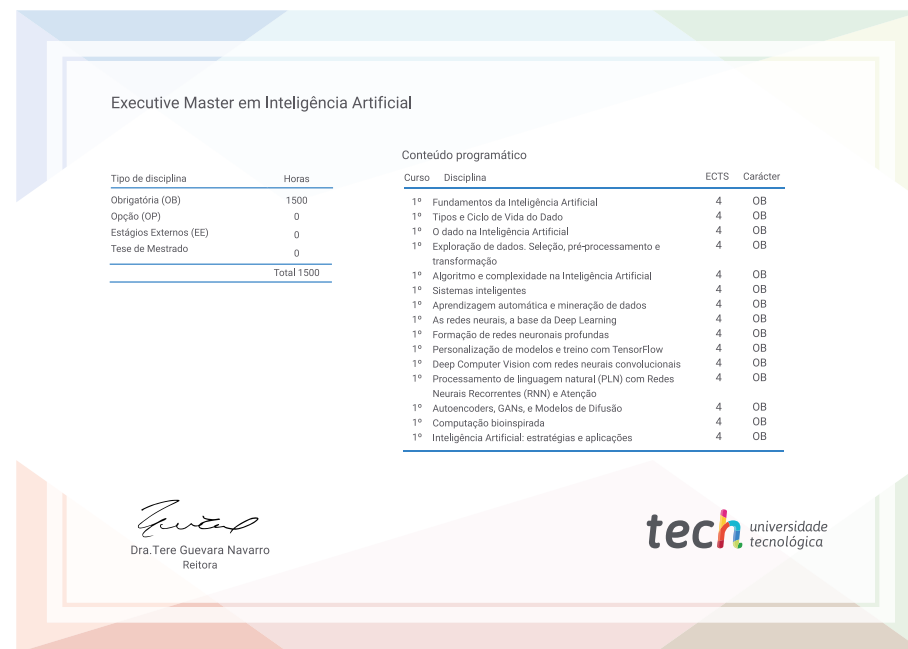 Executive Master em Inteligência Artificial
Tipo de disciplina Horas
Obrigatória (OB) 1500
Opção (OP) 0
Estágios Externos (EE) 0
Tese de Mestrado 0
Total 1500
Conteúdo programático
Curso Disciplina ECTS Carácter
1º Fundamentos da Inteligência Artificial 4 OB
1º Tipos e Ciclo de Vida do Dado 4 OB
1º O dado na Inteligência Artificial 4 OB
1º Exploração de dados. Seleção, pré-processamento e 4 OB
transformação
1º Algoritmo e complexidade na Inteligência Artificial 4 OB
1º Sistemas inteligentes 4 OB
1º Aprendizagem automática e mineração de dados 4 OB
1º As redes neurais, a base da Deep Learning 4 OB
1º Formação de redes neuronais profundas 4 OB
1º Personalização de modelos e treino com TensorFlow 4 OB
1º Deep Computer Vision com redes neurais convolucionais 4 OB
1º Processamento de linguagem natural (PLN) com Redes 4 OB
Neurais Recorrentes (RNN) e Atenção
1º Autoencoders, GANs, e Modelos de Difusão 4 OB
1º Computação bioinspirada 4 OB
1º Inteligência Artificial: estratégias e aplicações 4 OB
Dra.Tere Guevara Navarro
Reitora
tech universidade
tecnológica